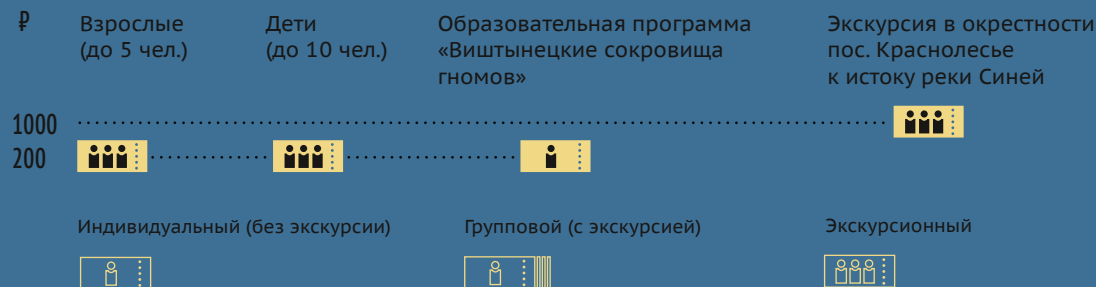 ₽
Взрослые
(до 5 чел.)
Дети
(до 10 чел.)
Образовательная программа
«Виштынецкие сокровища
гномов»
Экскурсия в окрестности
пос. Краснолесье
к истоку реки Синей
1000
200
Индивидуальный (без экскурсии)
Групповой (с экскурсией)
Экскурсионный